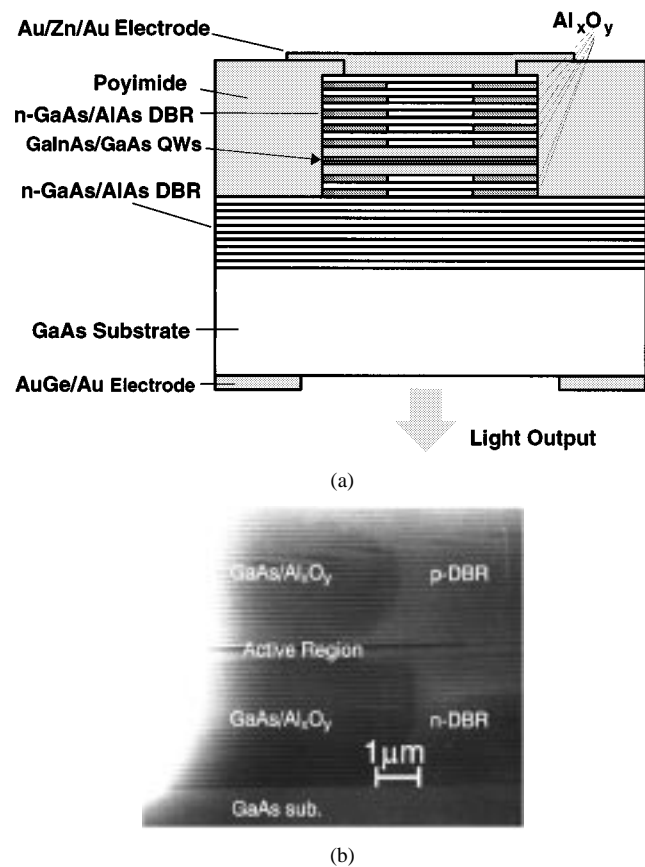 Au/Zn/Au Electrode
AlxOy
Poyimide
n-GaAs/AlAs DBR
GaInAs/GaAs QWs
n-GaAs/AlAs DBR
GaAs Substrate
AuGe/Au Electrode
Light Output
(a)
GaAs/AlxOy
p-DBR
Active Region
GaAs/AlxOy
n-DBR
1μm
GaAs sub.
(b)